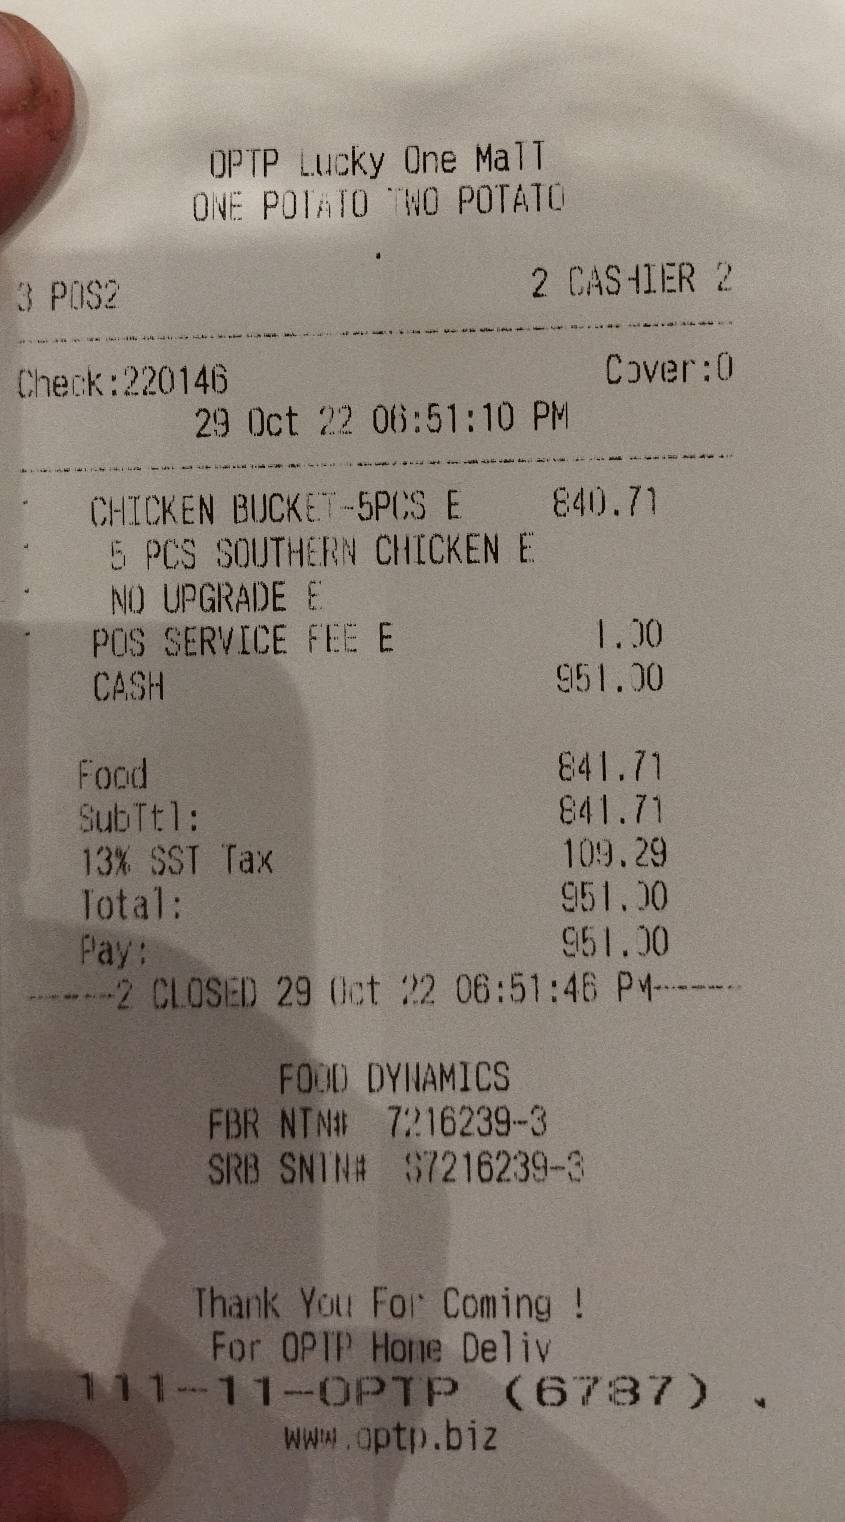 OPTP Lucky One Mall
ONE POTATO TWO POTATO
3 POS2 2 CASHIER 2
Check:220146 Cover:0
29 Oct 22 06:51:10 PM
CHICKEN BUCKET-5PCS E 840.71
5 PCS SOUTHERN CHICKEN E
NO UPGRADE E
POS SERVICE FEE E 1.00
CASH 951.00
Food 841.71
SubTtl: 841.71
13% SST Tax 109.29
Total: 951.00
Pay: 951.00
-------2 CLOSED 29 Oct 22 06:51:46 PM-------
FOOD DYNAMICS
FBR NTN# 7216239-3
SRB SNTN# S7216239-3
Thank You For Coming !
For OPTP Home Deliv
111-11-OPTP (6787) .
www.optp.biz